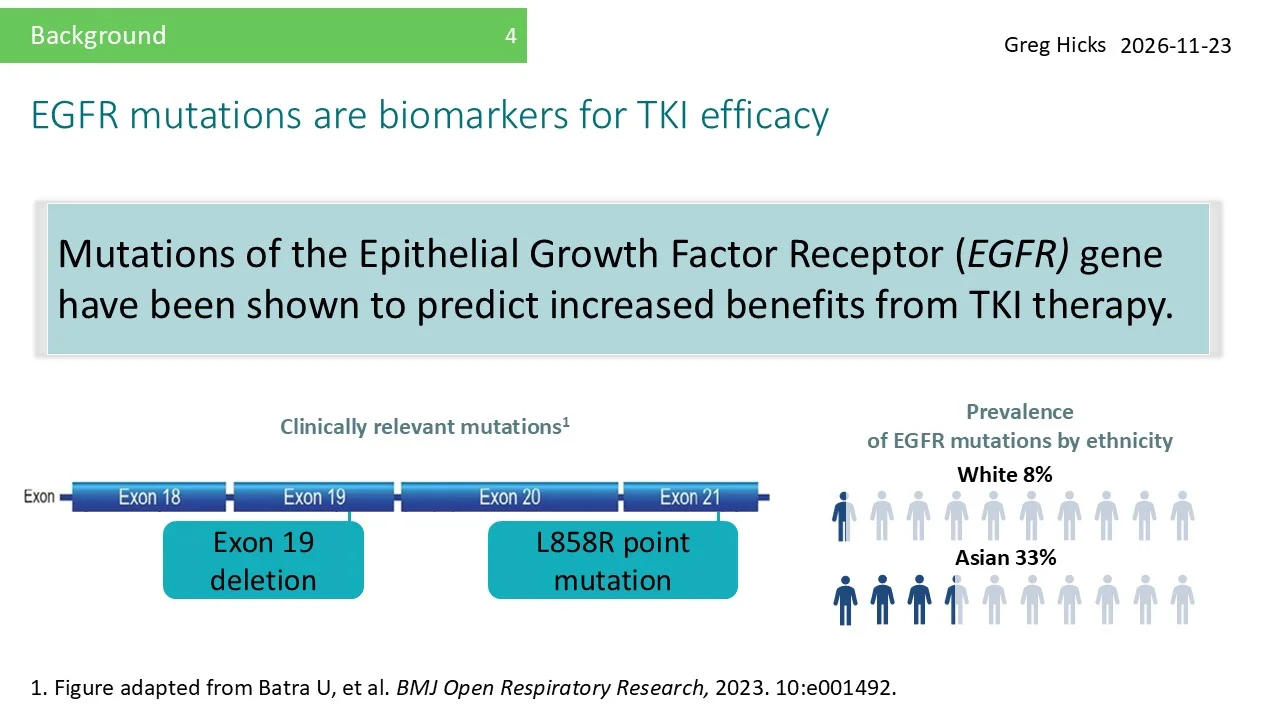 Background 4
Greg Hicks 2026-11-23
EGFR mutations are biomarkers for TKI efficacy
Mutations of the Epithelial Growth Factor Receptor (EGFR) gene
have been shown to predict increased benefits from TKI therapy.
Clinically relevant mutations¹
Exon Exon 18 Exon 19 Exon 20 Exon 21
Exon 19
deletion
L858R point
mutation
Prevalence
of EGFR mutations by ethnicity
White 8%
Asian 33%
1. Figure adapted from Batra U, et al. BMJ Open Respiratory Research, 2023. 10:e001492.